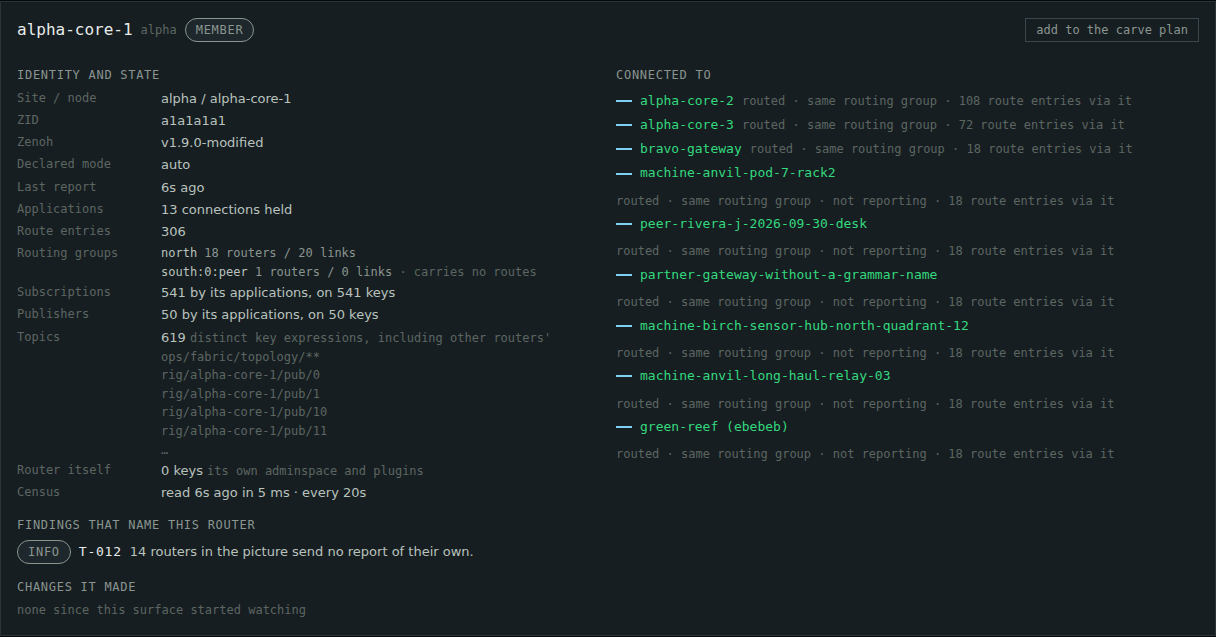 alpha-core-1 alpha MEMBER
add to the carve plan
IDENTITY AND STATE
Site / node alpha / alpha-core-1
ZID a1a1a1a1
Zenoh v1.9.0-modified
Declared mode auto
Last report 6s ago
Applications 13 connections held
Route entries 306
Routing groups north 18 routers / 20 links
south:0:peer 1 routers / 0 links · carries no routes
Subscriptions 541 by its applications, on 541 keys
Publishers 50 by its applications, on 50 keys
Topics 619 distinct key expressions, including other routers'
ops/fabric/topology/**
rig/alpha-core-1/pub/0
rig/alpha-core-1/pub/1
rig/alpha-core-1/pub/10
rig/alpha-core-1/pub/11
…
Router itself 0 keys its own adminspace and plugins
Census read 6s ago in 5 ms · every 20s
FINDINGS THAT NAME THIS ROUTER
INFO T-012 14 routers in the picture send no report of their own.
CHANGES IT MADE
none since this surface started watching
CONNECTED TO
alpha-core-2 routed · same routing group · 108 route entries via it
alpha-core-3 routed · same routing group · 72 route entries via it
bravo-gateway routed · same routing group · 18 route entries via it
machine-anvil-pod-7-rack2
routed · same routing group · not reporting · 18 route entries via it
peer-rivera-j-2026-09-30-desk
routed · same routing group · not reporting · 18 route entries via it
partner-gateway-without-a-grammar-name
routed · same routing group · not reporting · 18 route entries via it
machine-birch-sensor-hub-north-quadrant-12
routed · same routing group · not reporting · 18 route entries via it
machine-anvil-long-haul-relay-03
routed · same routing group · not reporting · 18 route entries via it
green-reef (ebebeb)
routed · same routing group · not reporting · 18 route entries via it